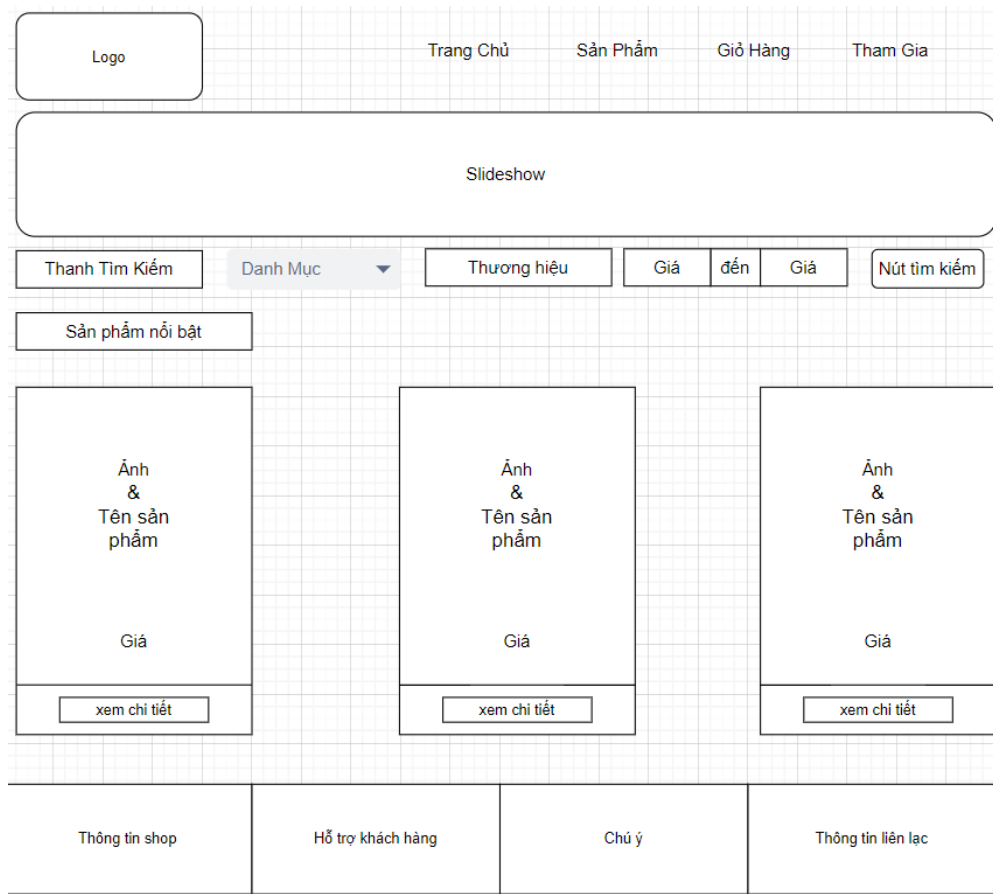 Logo
Trang Chủ
Sản Phẩm
Giỏ Hàng
Tham Gia
Slideshow
Thanh Tìm Kiếm
Danh Mục
Thương hiệu
Giá
đến
Giá
Nút tìm kiếm
Sản phẩm nổi bật
Ảnh
&
Tên sản
phẩm
Giá
xem chi tiết
Ảnh
&
Tên sản
phẩm
Giá
xem chi tiết
Ảnh
&
Tên sản
phẩm
Giá
xem chi tiết
Thông tin shop
Hỗ trợ khách hàng
Chú ý
Thông tin liên lạc